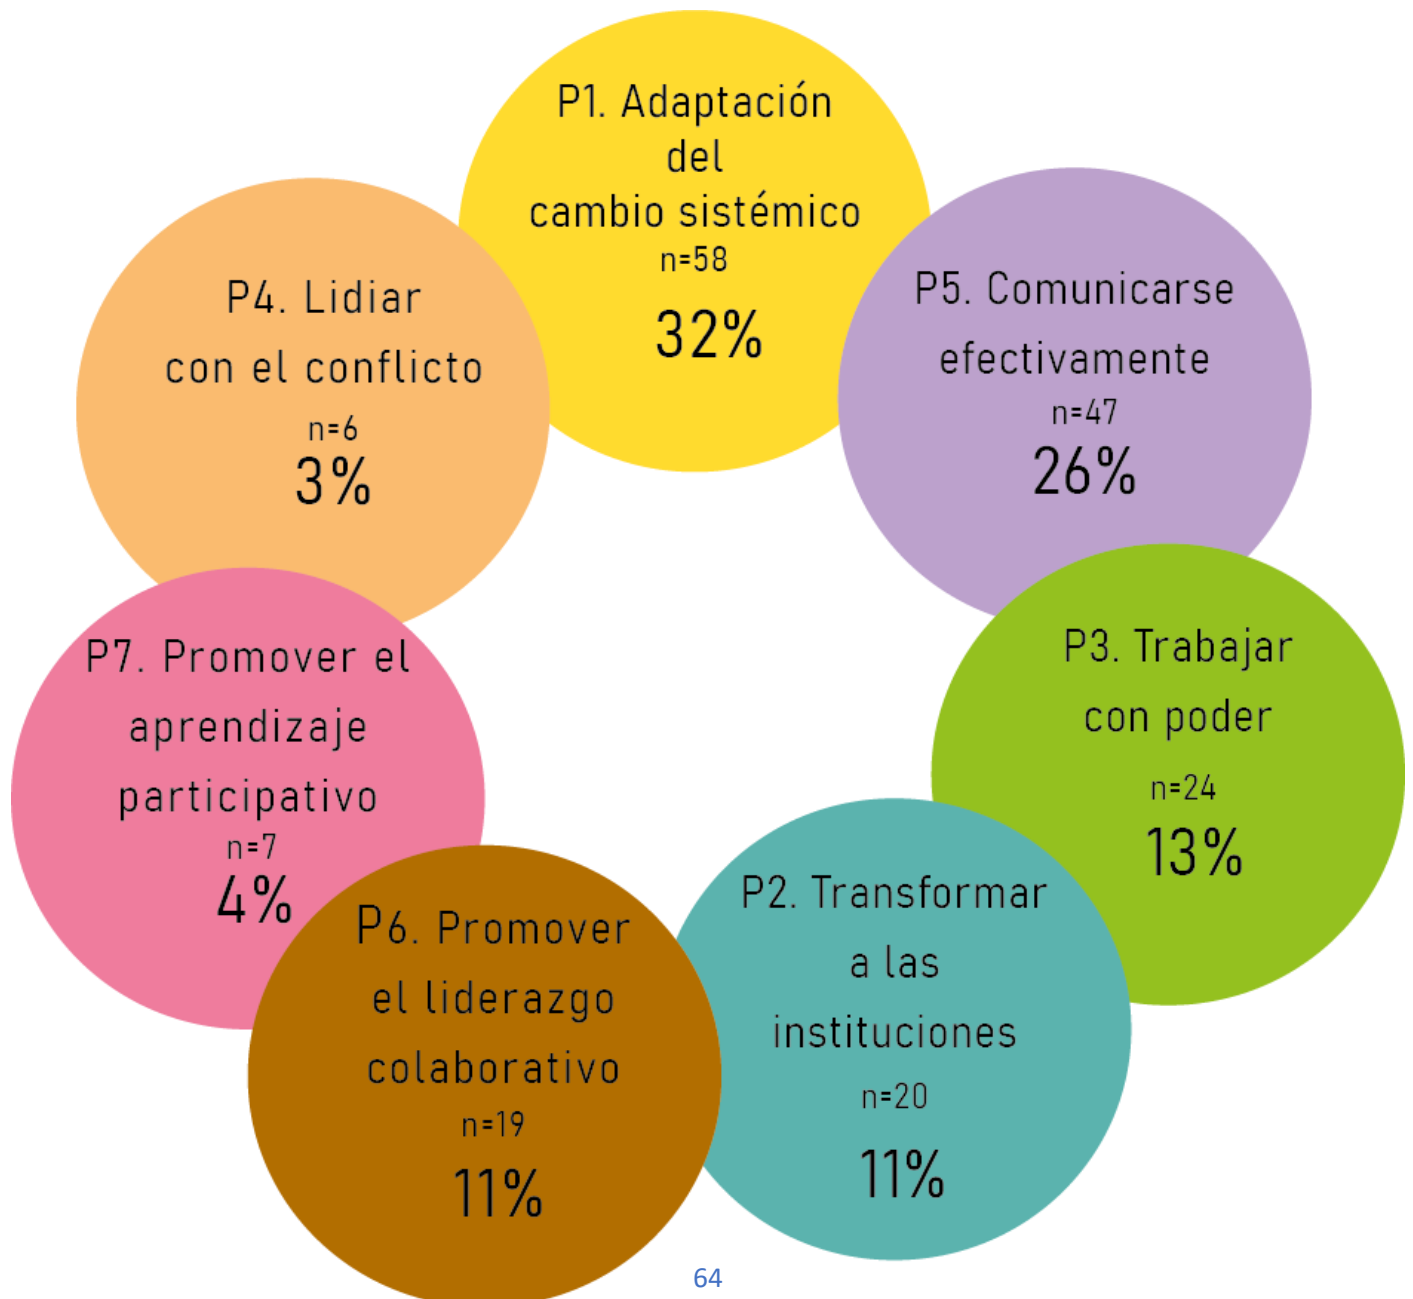 P1. Adaptación
del
cambio sistémico
n=58
32%
P5. Comunicarse
efectivamente
n=47
26%
P3. Trabajar
con poder
n=24
13%
P2. Transformar
a las
instituciones
n=20
11%
P6. Promover
el liderazgo
colaborativo
n=19
11%
P7. Promover el
aprendizaje
participativo
n=7
4%
P4. Lidiar
con el conflicto
n=6
3%
64